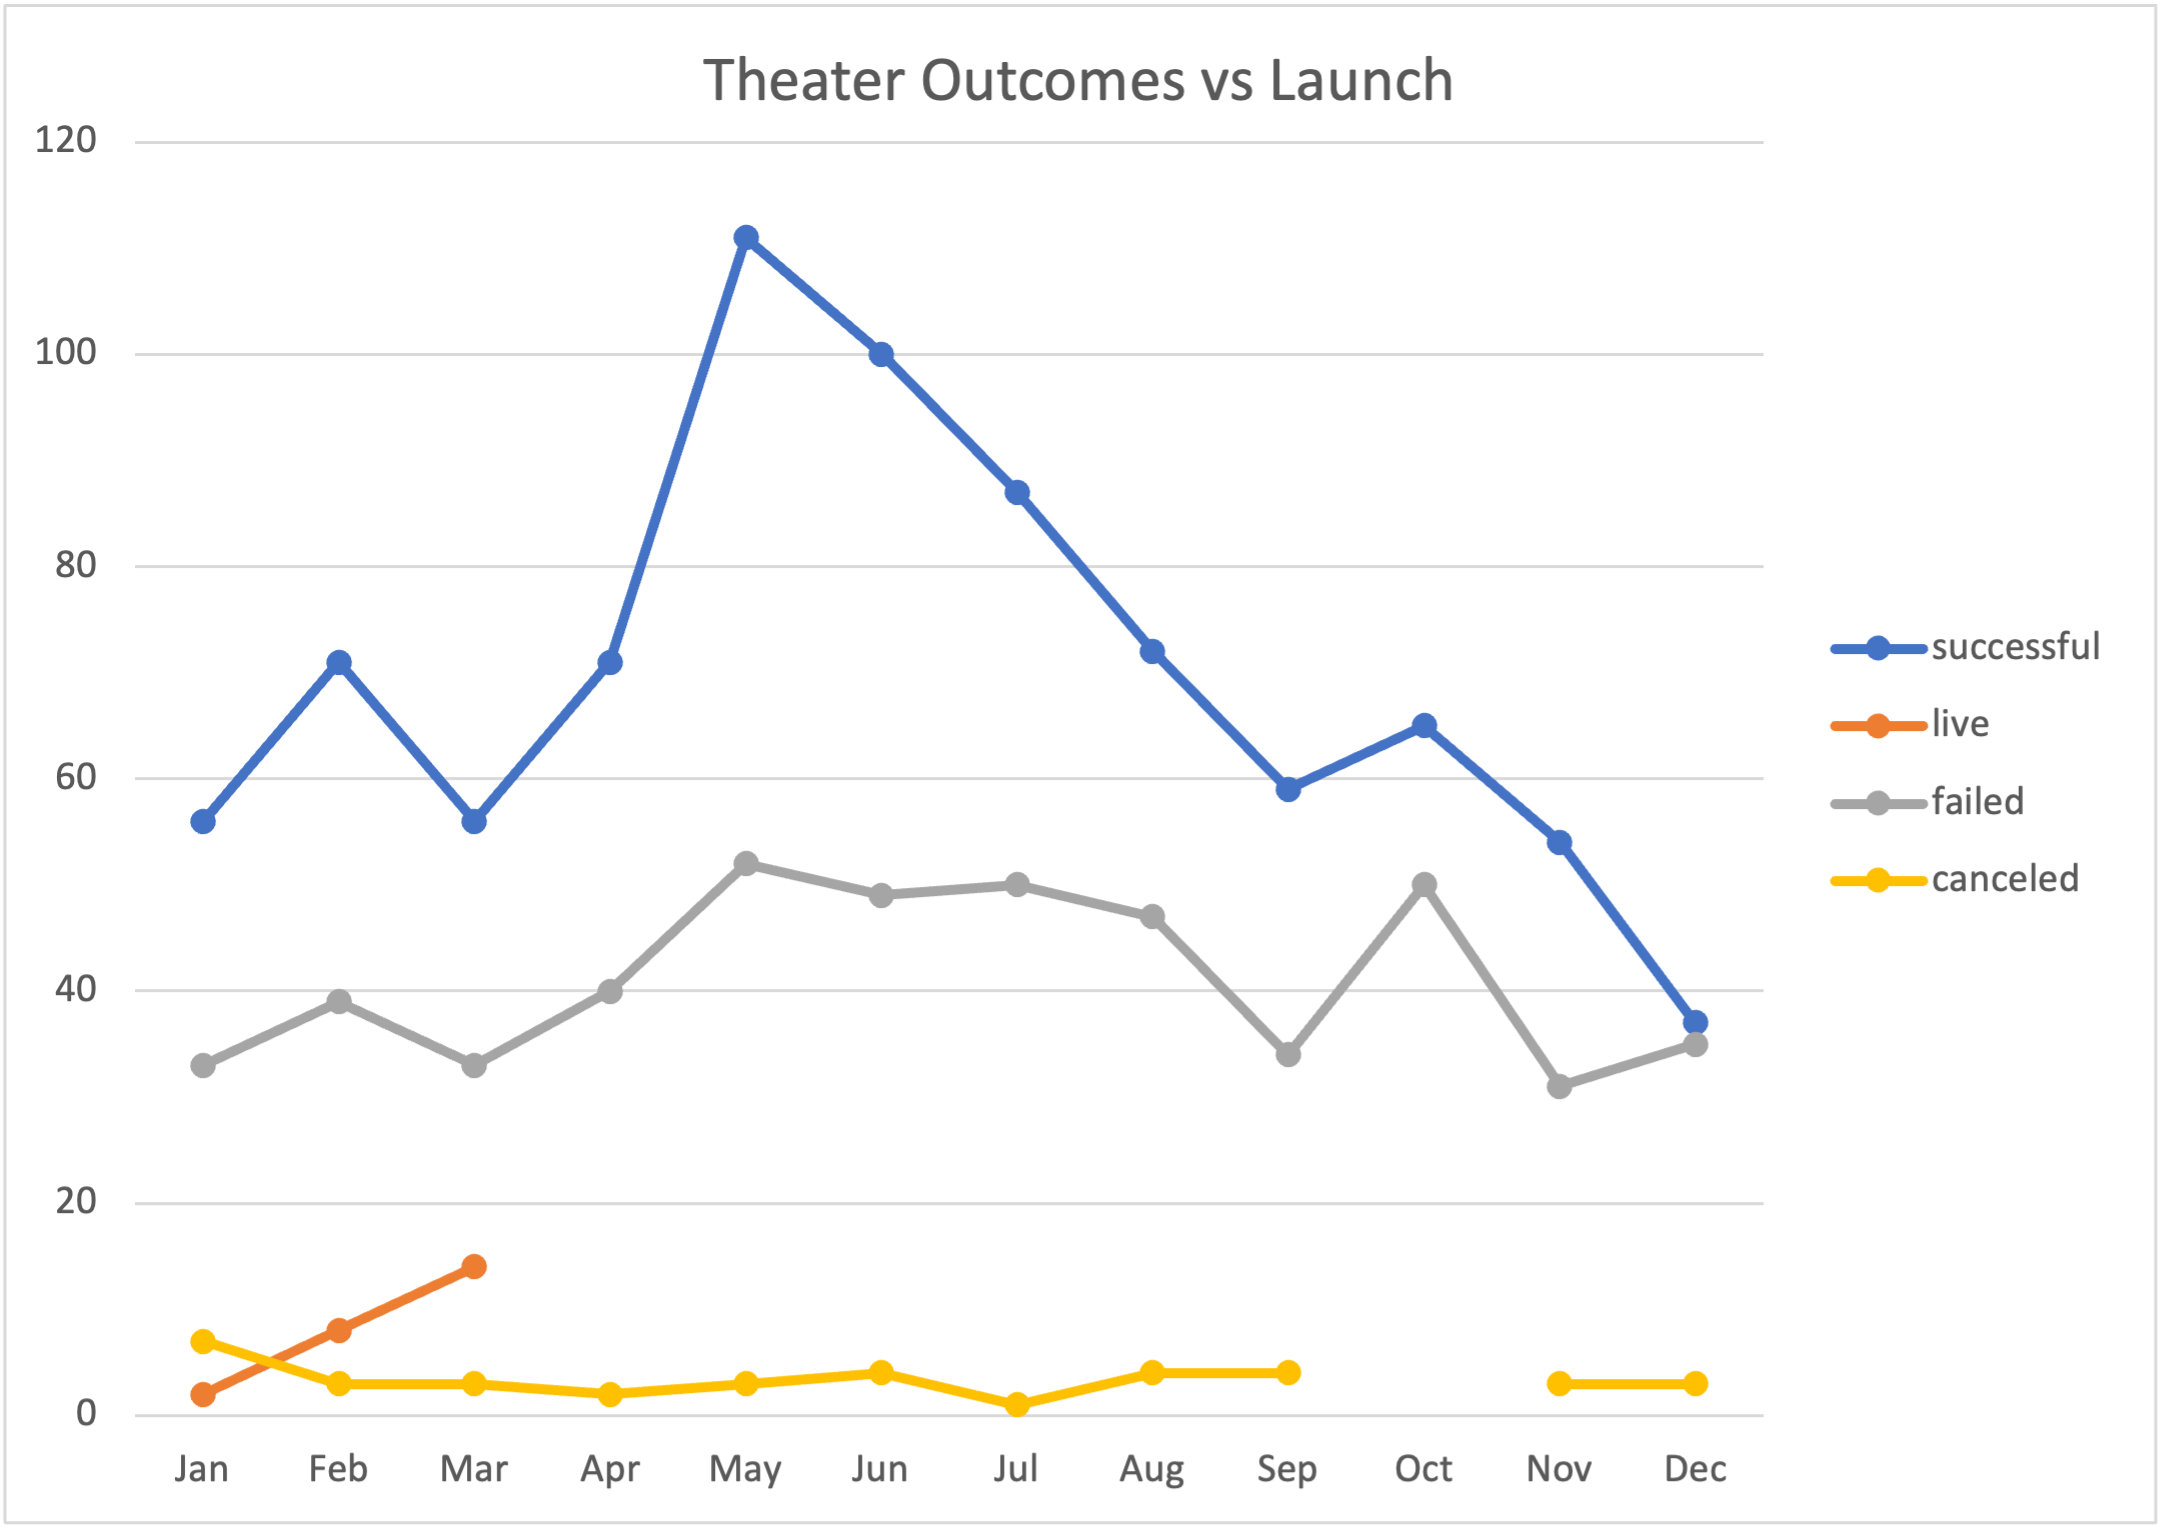 Theater Outcomes vs Launch
120
100
80
60
40
20
0
Jan Feb Mar Apr May Jun Jul Aug Sep Oct Nov Dec
successful
live
failed
canceled